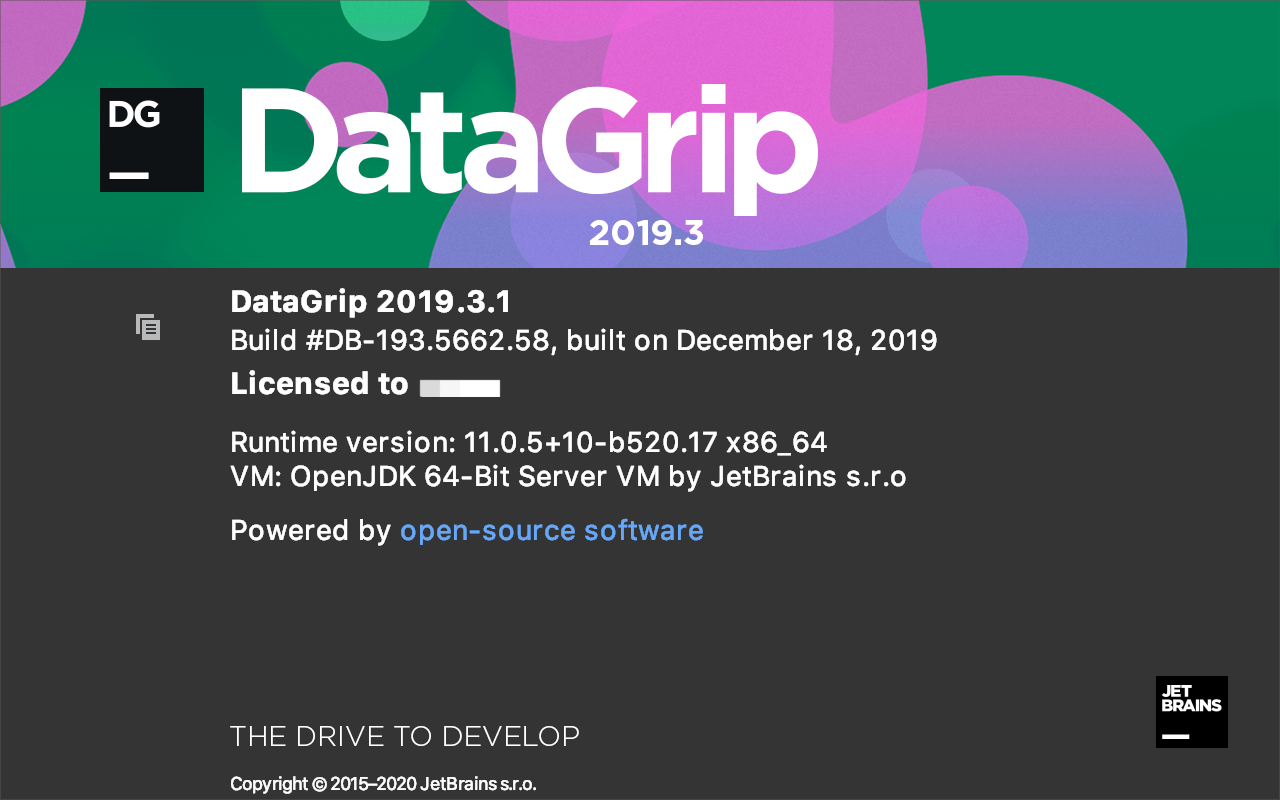 DG
DataGrip
2019.3
DataGrip 2019.3.1
Build #DB-193.5662.58, built on December 18, 2019
Licensed to
Runtime version: 11.0.5+10-b520.17 x86_64
VM: OpenJDK 64-Bit Server VM by JetBrains s.r.o
Powered by open-source software
JET
BRAINS
THE DRIVE TO DEVELOP
Copyright © 2015–2020 JetBrains s.r.o.